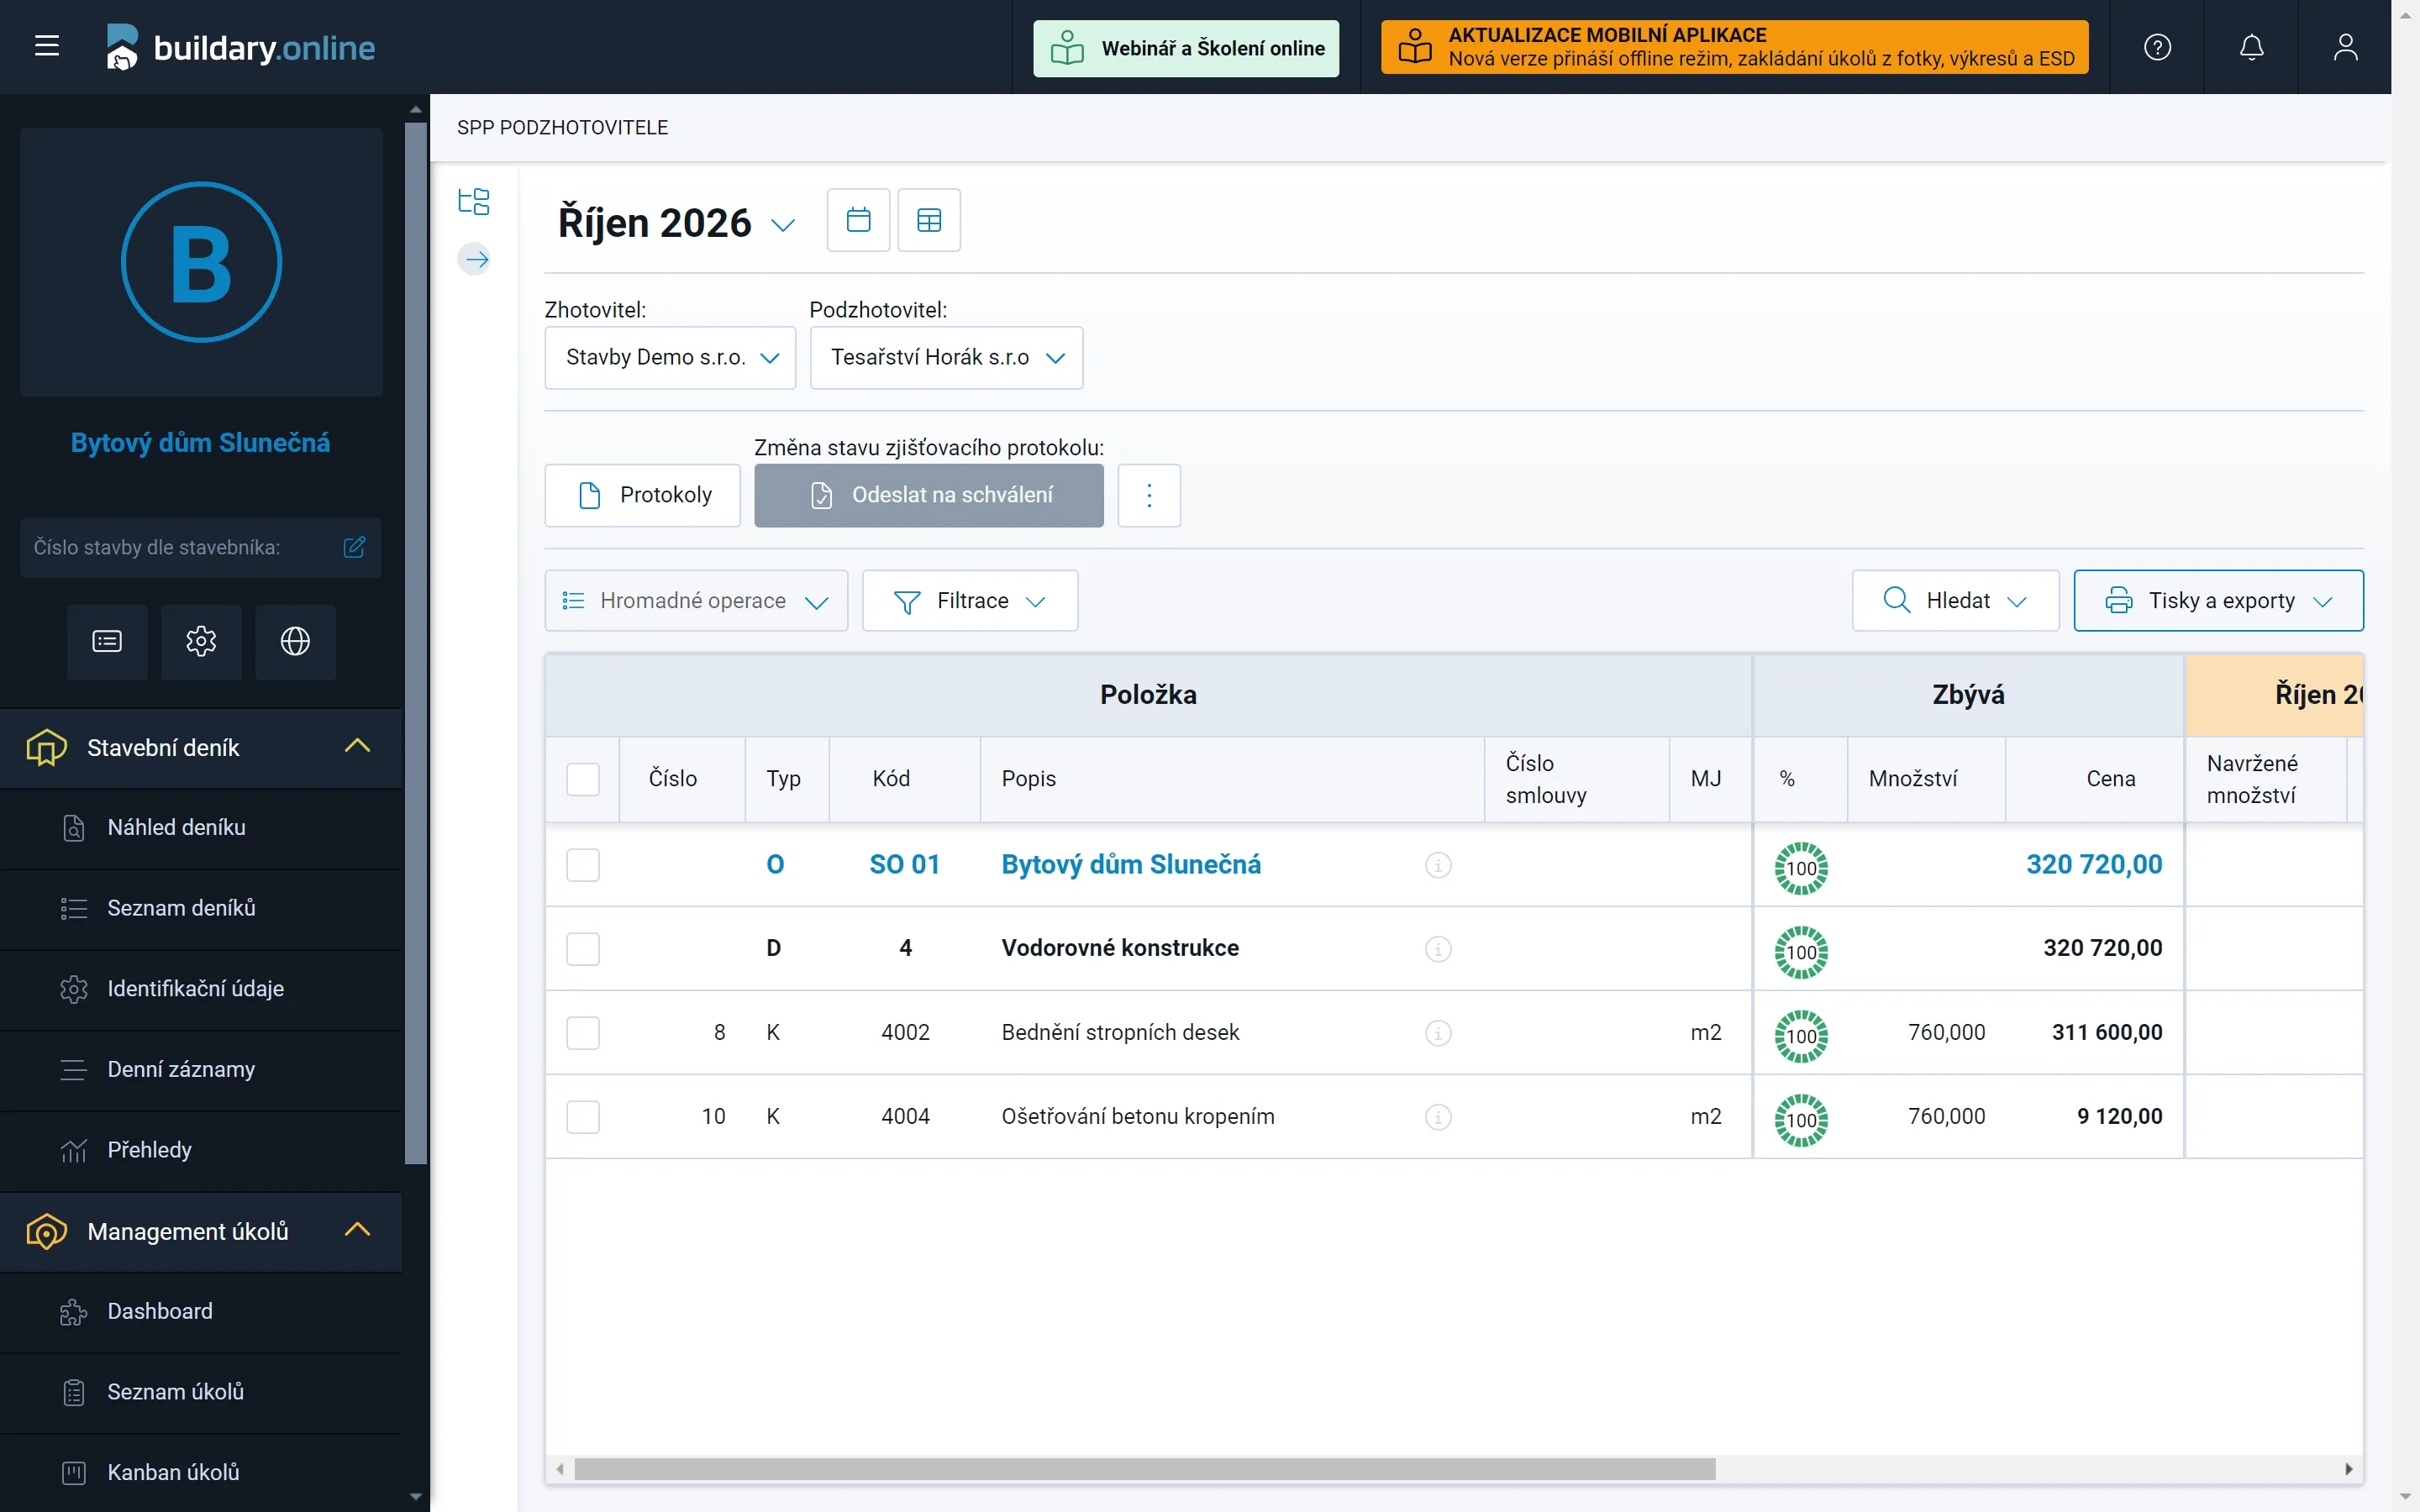 buildary.online
Webinář a Školení online
AKTUALIZACE MOBILNÍ APLIKACE
Nová verze přináší offline režim, zakládání úkolů z fotky, výkresů a ESD
B
Bytový dům Slunečná
Číslo stavby dle stavebníka:
Stavební deník
Náhled deníku
Seznam deníků
Identifikační údaje
Denní záznamy
Přehledy
Management úkolů
Dashboard
Seznam úkolů
Kanban úkolů
SPP PODZHOTOVITELE
Říjen 2026
Zhotovitel: Podzhotovitel:
Stavby Demo s.r.o. Tesařství Horák s.r.o
Změna stavu zjišťovacího protokolu:
Protokoly Odeslat na schválení
Hromadné operace Filtrace Hledat Tisky a exporty
Položka Zbývá Říjen 20
Číslo Typ Kód Popis Číslo smlouvy MJ % Množství Cena Navržené množství
O SO 01 Bytový dům Slunečná 100 320 720,00
D 4 Vodorovné konstrukce 100 320 720,00
8 K 4002 Bednění stropních desek m2 100 760,000 311 600,00
10 K 4004 Ošetřování betonu kropením m2 100 760,000 9 120,00